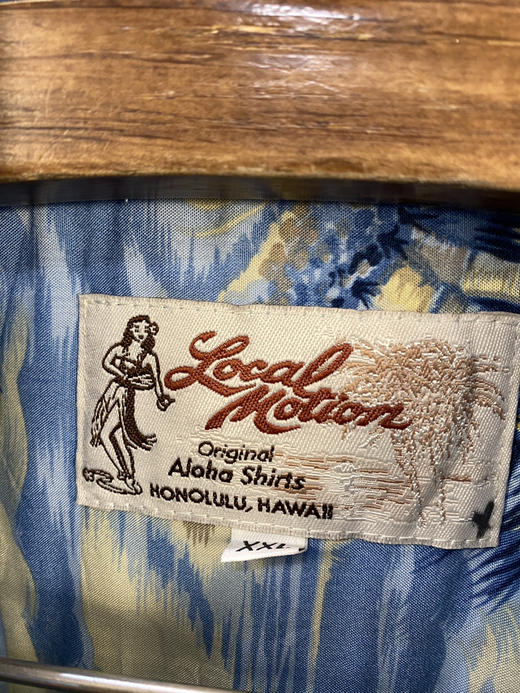 Local
Motion
Original
Aloha Shirts
HONOLULU, HAWAII
XXL